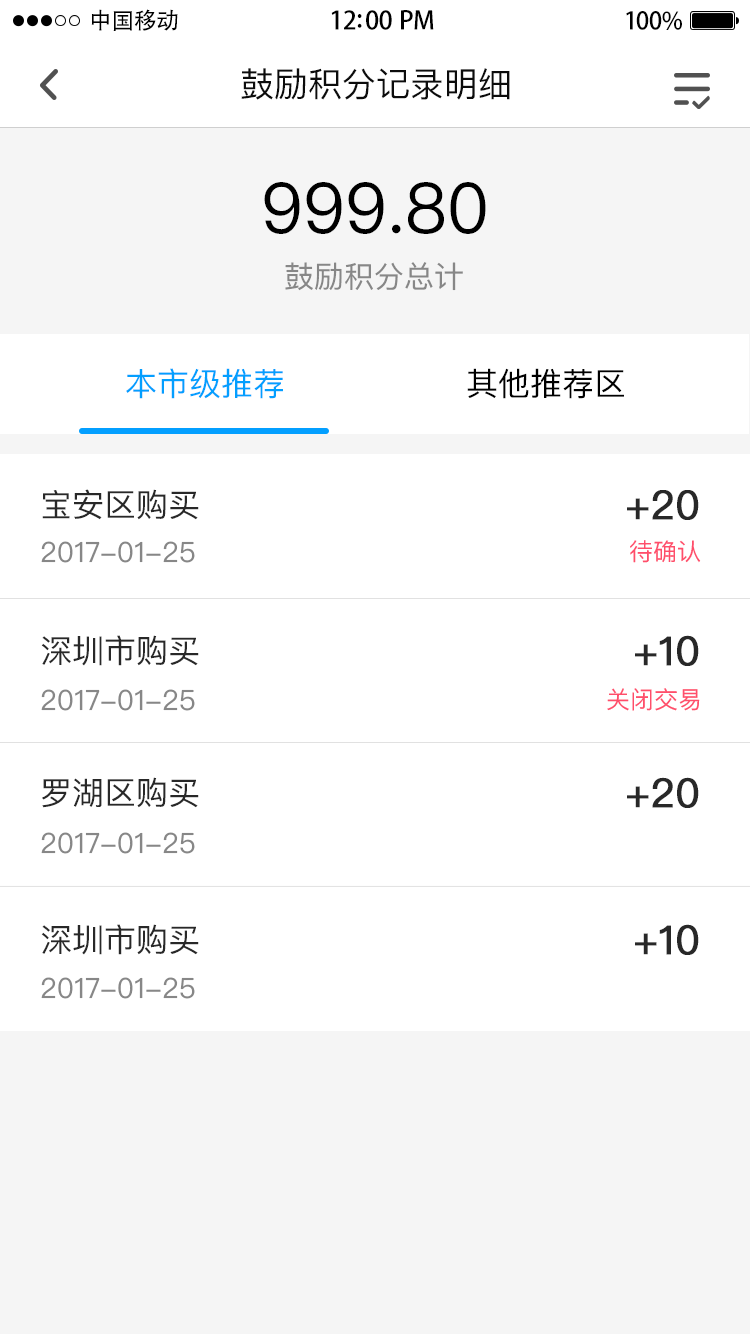 中国移动 12:00 PM 100%
鼓励积分记录明细
999.80
鼓励积分总计
本市级推荐 其他推荐区
宝安区购买 +20
2017-01-25 待确认
深圳市购买 +10
2017-01-25 关闭交易
罗湖区购买 +20
2017-01-25
深圳市购买 +10
2017-01-25